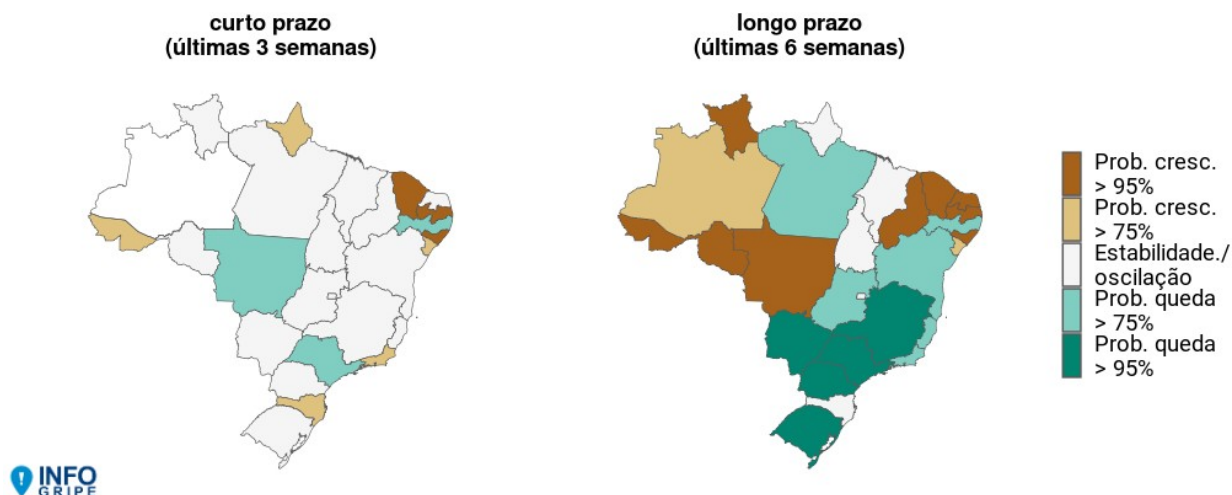 curto prazo
(últimas 3 semanas)
longo prazo
(últimas 6 semanas)
Prob. cresc.
> 95%
Prob. cresc.
> 75%
Estabilidade./
oscilação
Prob. queda
> 75%
Prob. queda
> 95%
INFO
GRIPE